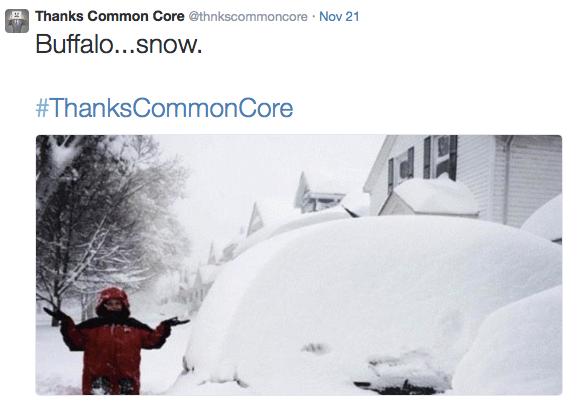 Thanks Common Core @thnkscommoncore · Nov 21
Buffalo...snow.
#ThanksCommonCore